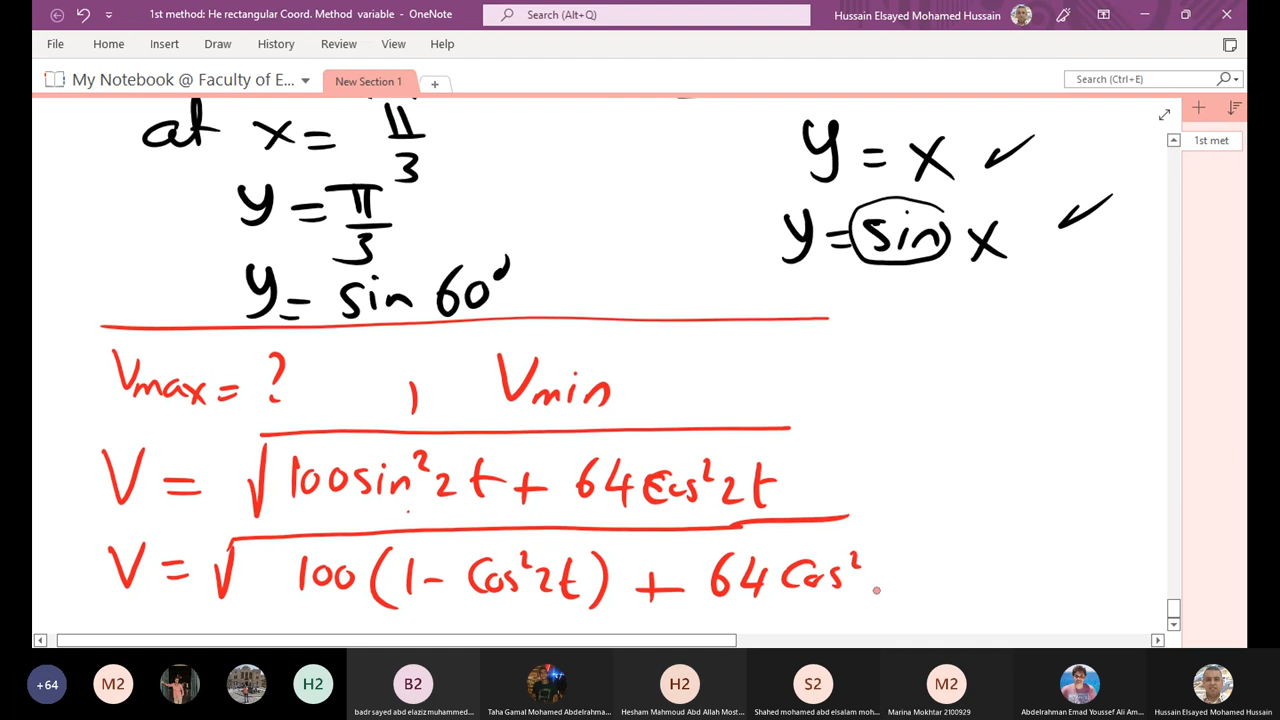 1st method: He rectangular Coord. Method variable - OneNote
Search (Alt+Q)
Hussain Elsayed Mohamed Hussain
File Home Insert Draw History Review View Help
My Notebook @ Faculty of E...
New Section 1
Search (Ctrl+E)
1st met
at x = π/3
y = π/3
y = sin 60°
y = x ✓
y = sin x ✓
Vmax = ? , Vmin
V = √100sin²2t + 64Cos²2t
V = √100(1 - Cos²2t) + 64Cos²
+64
M2
H2
B2
H2
S2
M2
badr sayed abd elaziz muhammed...
Taha Gamal Mohamed Abdelrahma...
Hesham Mahmoud Abd Allah Most...
Shahed mohamed abd elsalam moh...
Marina Mokhtar 2100929
Abdelrahman Emad Youssef Ali Am...
Hussain Elsayed Mohamed Hussain